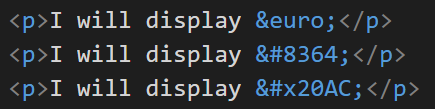 <p>I will display &euro;</p>
<p>I will display &#8364;</p>
<p>I will display &#x20AC;</p>